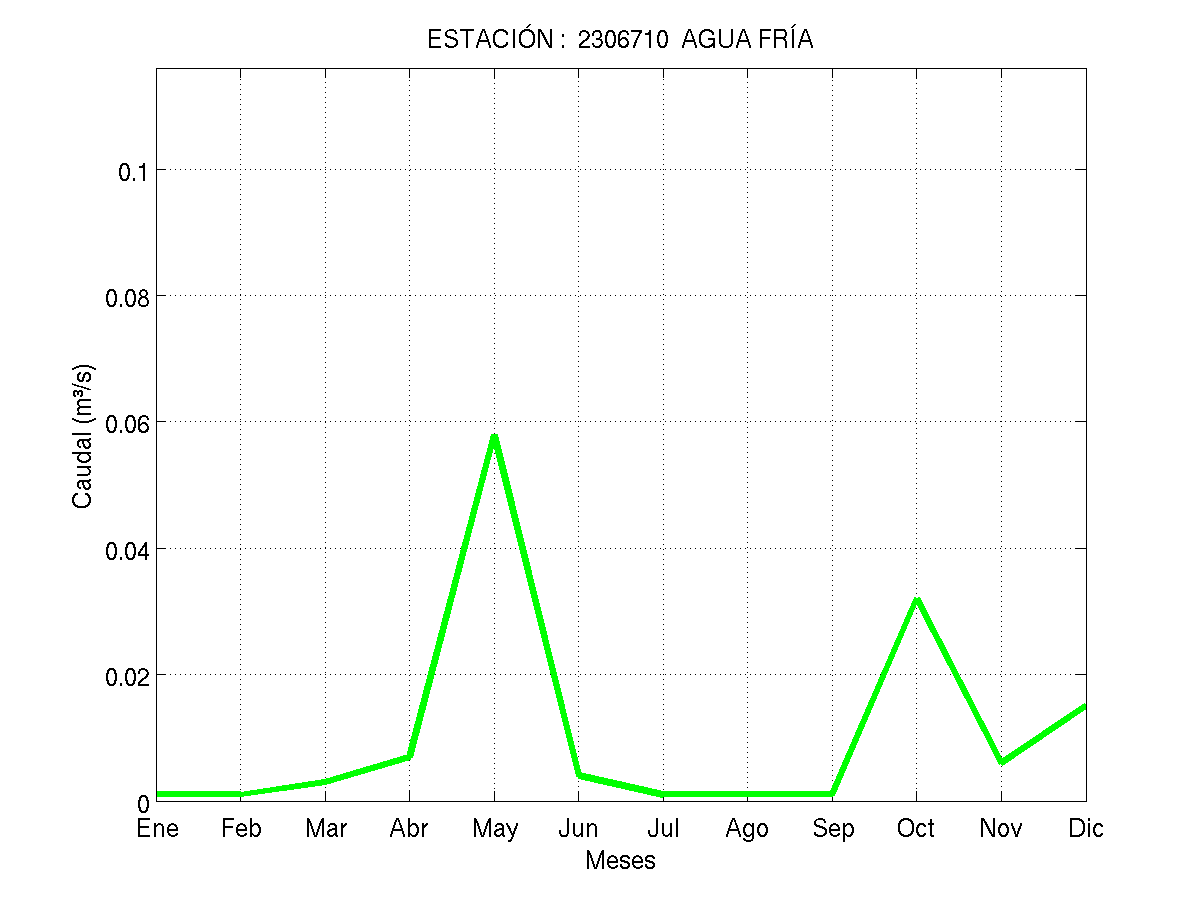 ESTACIÓN : 2306710 AGUA FRÍA
0.1
0.08
0.06
0.04
0.02
0
Caudal (m³/s)
Ene Feb Mar Abr May Jun Jul Ago Sep Oct Nov Dic
Meses